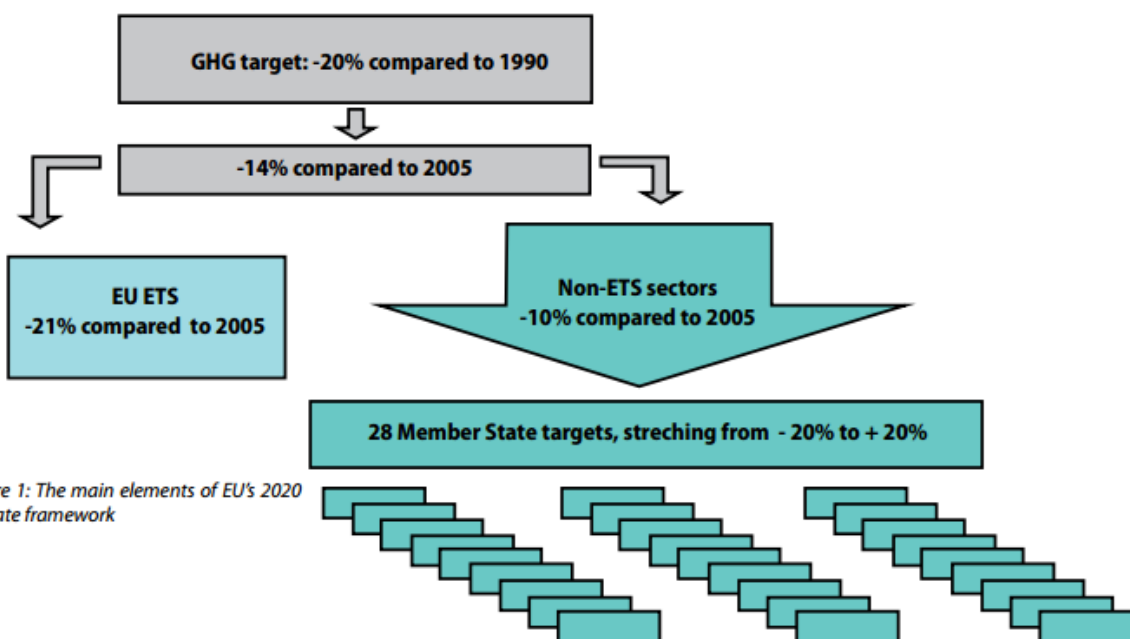 GHG target: -20% compared to 1990
-14% compared to 2005
EU ETS
-21% compared to 2005
Non-ETS sectors
-10% compared to 2005
28 Member State targets, streching from - 20% to + 20%
1: The main elements of EU's 2020
framework